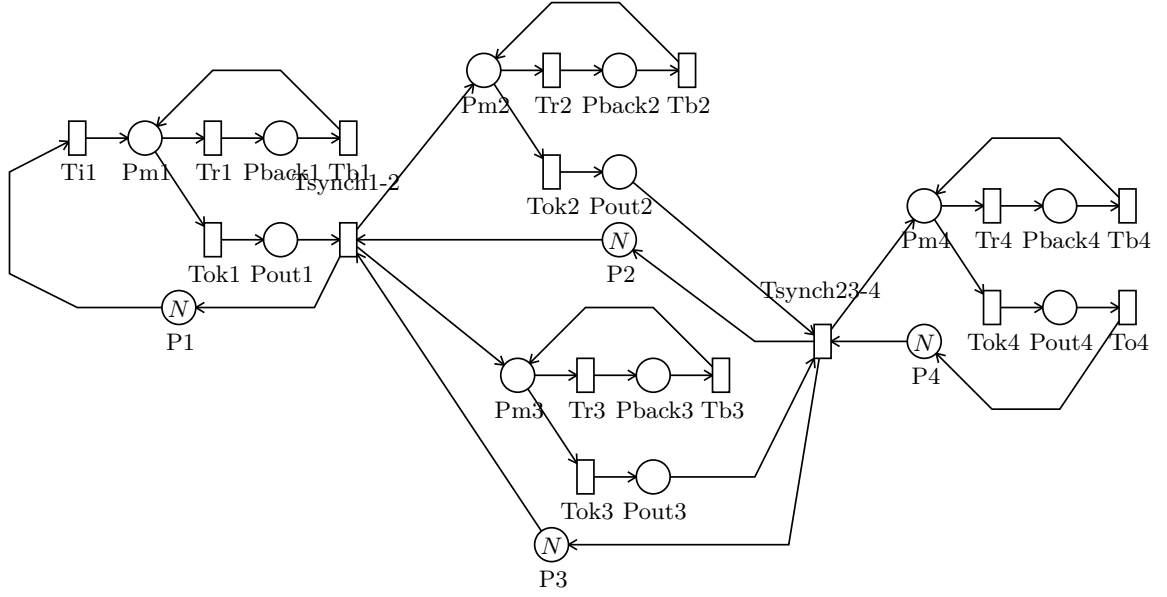 Pm2 Tr2 Pback2 Tb2
Ti1 Pm1 Tr1 Pback1 Tb1
Tsynch1-2
Tok2 Pout2
N
Pm4 Tr4 Pback4 Tb4
Tok1 Pout1
P2
Tsynch23-4
N
P1
N
Tok4 Pout4 To4
P4
Pm3 Tr3 Pback3 Tb3
Tok3 Pout3
N
P3